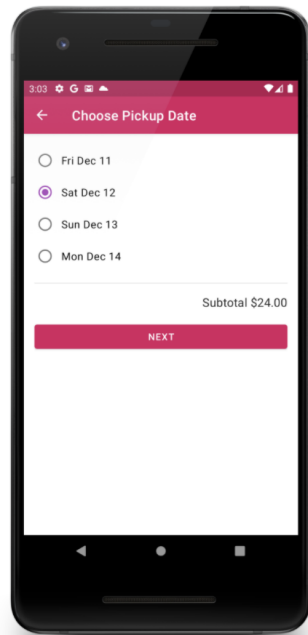 3:03 G M
Choose Pickup Date
Fri Dec 11
Sat Dec 12
Sun Dec 13
Mon Dec 14
Subtotal $24.00
NEXT